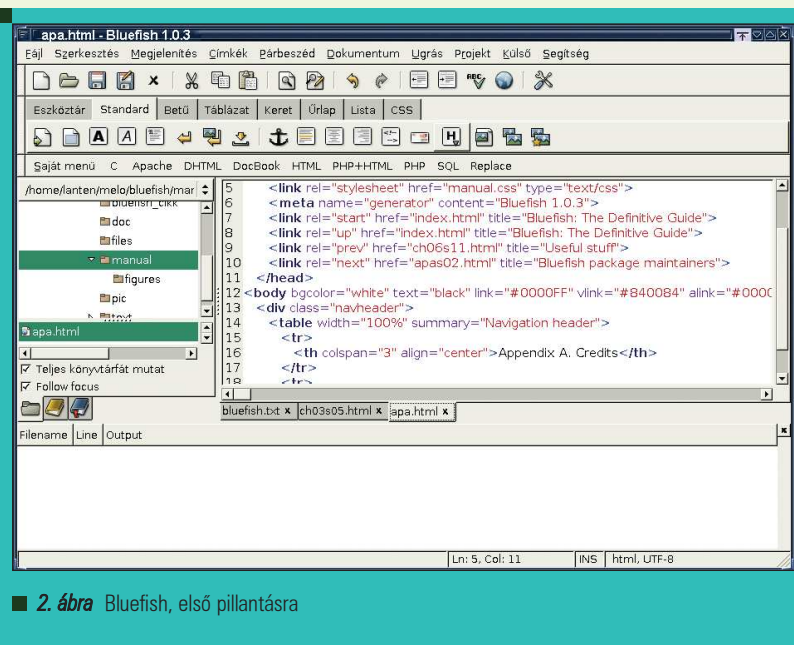 apa.html - Bluefish 1.0.3
Fájl Szerkesztés Megjelenítés Címkék Párbeszéd Dokumentum Ugrás Projekt Külső Segítség
Eszköztár Standard Betű Táblázat Keret Űrlap Lista CSS
Saját menü C Apache DHTML DocBook HTML PHP+HTML PHP SQL Replace
/home/lanten/melo/bluefish/mar
bluefish_cikk
doc
files
manual
figures
pic
text
apa.html
Teljes könyvtárfát mutat
Follow focus
5 <link rel="stylesheet" href="manual.css" type="text/css">
6 <meta name="generator" content="Bluefish 1.0.3">
7 <link rel="start" href="index.html" title="Bluefish: The Definitive Guide">
8 <link rel="up" href="index.html" title="Bluefish: The Definitive Guide">
9 <link rel="prev" href="ch06s11.html" title="Useful stuff">
10 <link rel="next" href="apas02.html" title="Bluefish package maintainers">
11 </head>
12 <body bgcolor="white" text="black" link="#0000FF" vlink="#840084" alink="#0000
13 <div class="navheader">
14 <table width="100%" summary="Navigation header">
15 <tr>
16 <th colspan="3" align="center">Appendix A. Credits</th>
17 </tr>
18 <tr>
bluefish.txt x ch03s05.html x apa.html x
Filename Line Output
Ln: 5, Col: 11 INS html, UTF-8
2. ábra Bluefish, első pillantásra